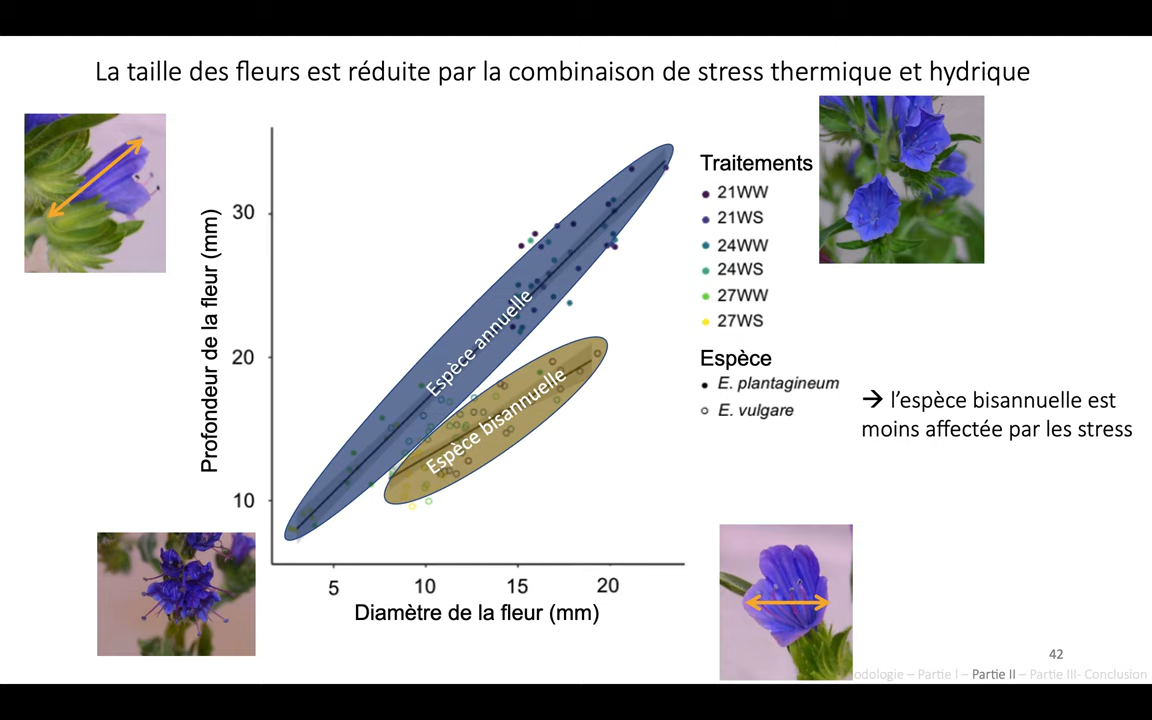 La taille des fleurs est réduite par la combinaison de stress thermique et hydrique
Profondeur de la fleur (mm)
30
20
10
5
10
15
20
Diamètre de la fleur (mm)
Espèce annuelle
Espèce bisannuelle
Traitements
21WW
21WS
24WW
24WS
27WW
27WS
Espèce
E. plantagineum
E. vulgare
→ l'espèce bisannuelle est
moins affectée par les stress
42
odologie – Partie I – Partie II – Partie III- Conclusion